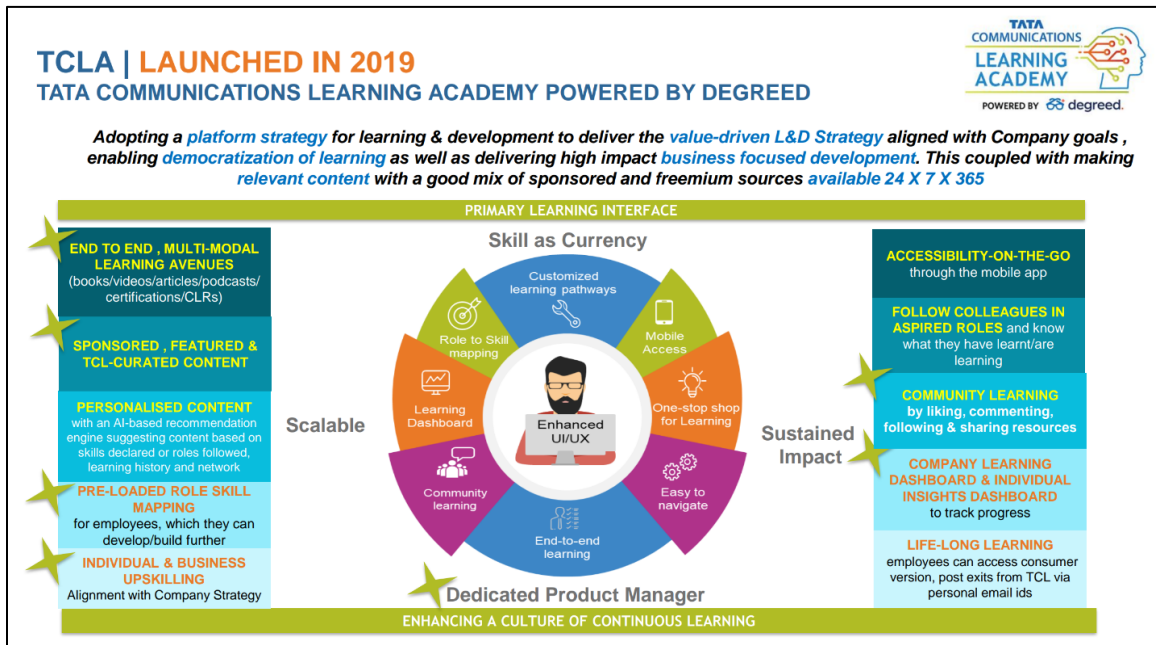 TCLA | LAUNCHED IN 2019
TATA COMMUNICATIONS LEARNING ACADEMY POWERED BY DEGREED
TATA
COMMUNICATIONS
LEARNING
ACADEMY
POWERED BY degreed.
Adopting a platform strategy for learning & development to deliver the value-driven L&D Strategy aligned with Company goals ,
enabling democratization of learning as well as delivering high impact business focused development. This coupled with making
relevant content with a good mix of sponsored and freemium sources available 24 X 7 X 365
PRIMARY LEARNING INTERFACE
END TO END , MULTI-MODAL
LEARNING AVENUES
(books/videos/articles/podcasts/
certifications/CLRs)
SPONSORED , FEATURED &
TCL-CURATED CONTENT
PERSONALISED CONTENT
with an AI-based recommendation
engine suggesting content based on
skills declared or roles followed,
learning history and network
PRE-LOADED ROLE SKILL
MAPPING
for employees, which they can
develop/build further
INDIVIDUAL & BUSINESS
UPSKILLING
Alignment with Company Strategy
Skill as Currency
Scalable
Customized
learning pathways
Role to Skill
mapping
Mobile
Access
Learning
Dashboard
One-stop shop
for Learning
Enhanced
UI/UX
Community
learning
Easy to
navigate
End-to-end
learning
Sustained
Impact
Dedicated Product Manager
ACCESSIBILITY-ON-THE-GO
through the mobile app
FOLLOW COLLEAGUES IN
ASPIRED ROLES and know
what they have learnt/are
learning
COMMUNITY LEARNING
by liking, commenting,
following & sharing resources
COMPANY LEARNING
DASHBOARD & INDIVIDUAL
INSIGHTS DASHBOARD
to track progress
LIFE-LONG LEARNING
employees can access consumer
version, post exits from TCL via
personal email ids
ENHANCING A CULTURE OF CONTINUOUS LEARNING